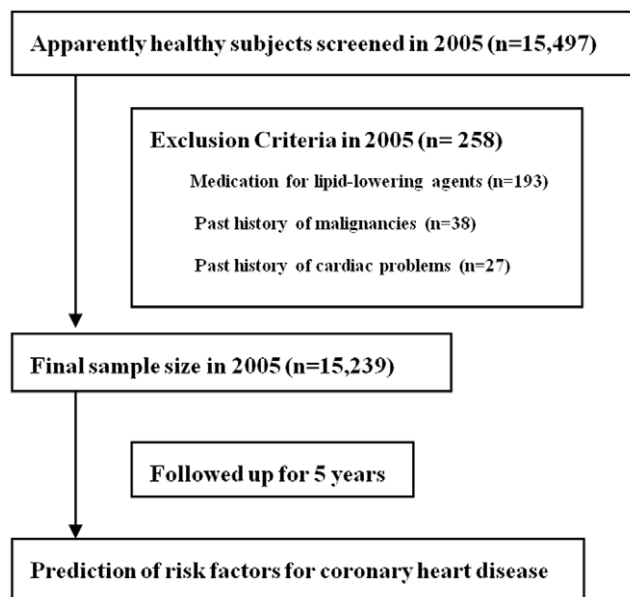 Apparently healthy subjects screened in 2005 (n=15,497)
Exclusion Criteria in 2005 (n= 258)
Medication for lipid-lowering agents (n=193)
Past history of malignancies (n=38)
Past history of cardiac problems (n=27)
Final sample size in 2005 (n=15,239)
Followed up for 5 years
Prediction of risk factors for coronary heart disease